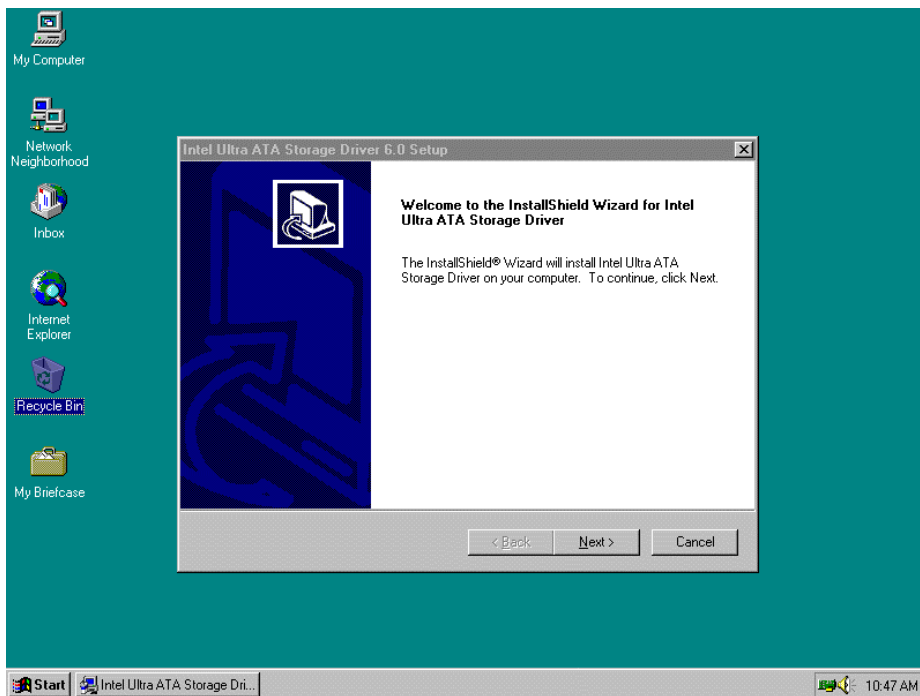 My Computer
Network
Neighborhood
Inbox
Internet
Explorer
Recycle Bin
My Briefcase
Intel Ultra ATA Storage Driver 6.0 Setup
Welcome to the InstallShield Wizard for Intel
Ultra ATA Storage Driver
The InstallShield® Wizard will install Intel Ultra ATA
Storage Driver on your computer.  To continue, click Next.
< Back
Next >
Cancel
Start
Intel Ultra ATA Storage Dri...
10:47 AM